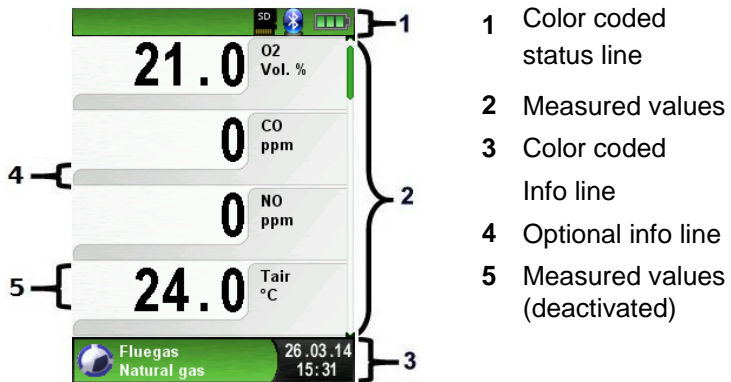 SD
1
21.0 O2
Vol. %
0 CO
ppm
4
2
0 NO
ppm
5
24.0 Tair
°C
Fluegas 26.03.14
Natural gas 15:31
3
1 Color coded
status line
2 Measured values
3 Color coded
Info line
4 Optional info line
5 Measured values
(deactivated)